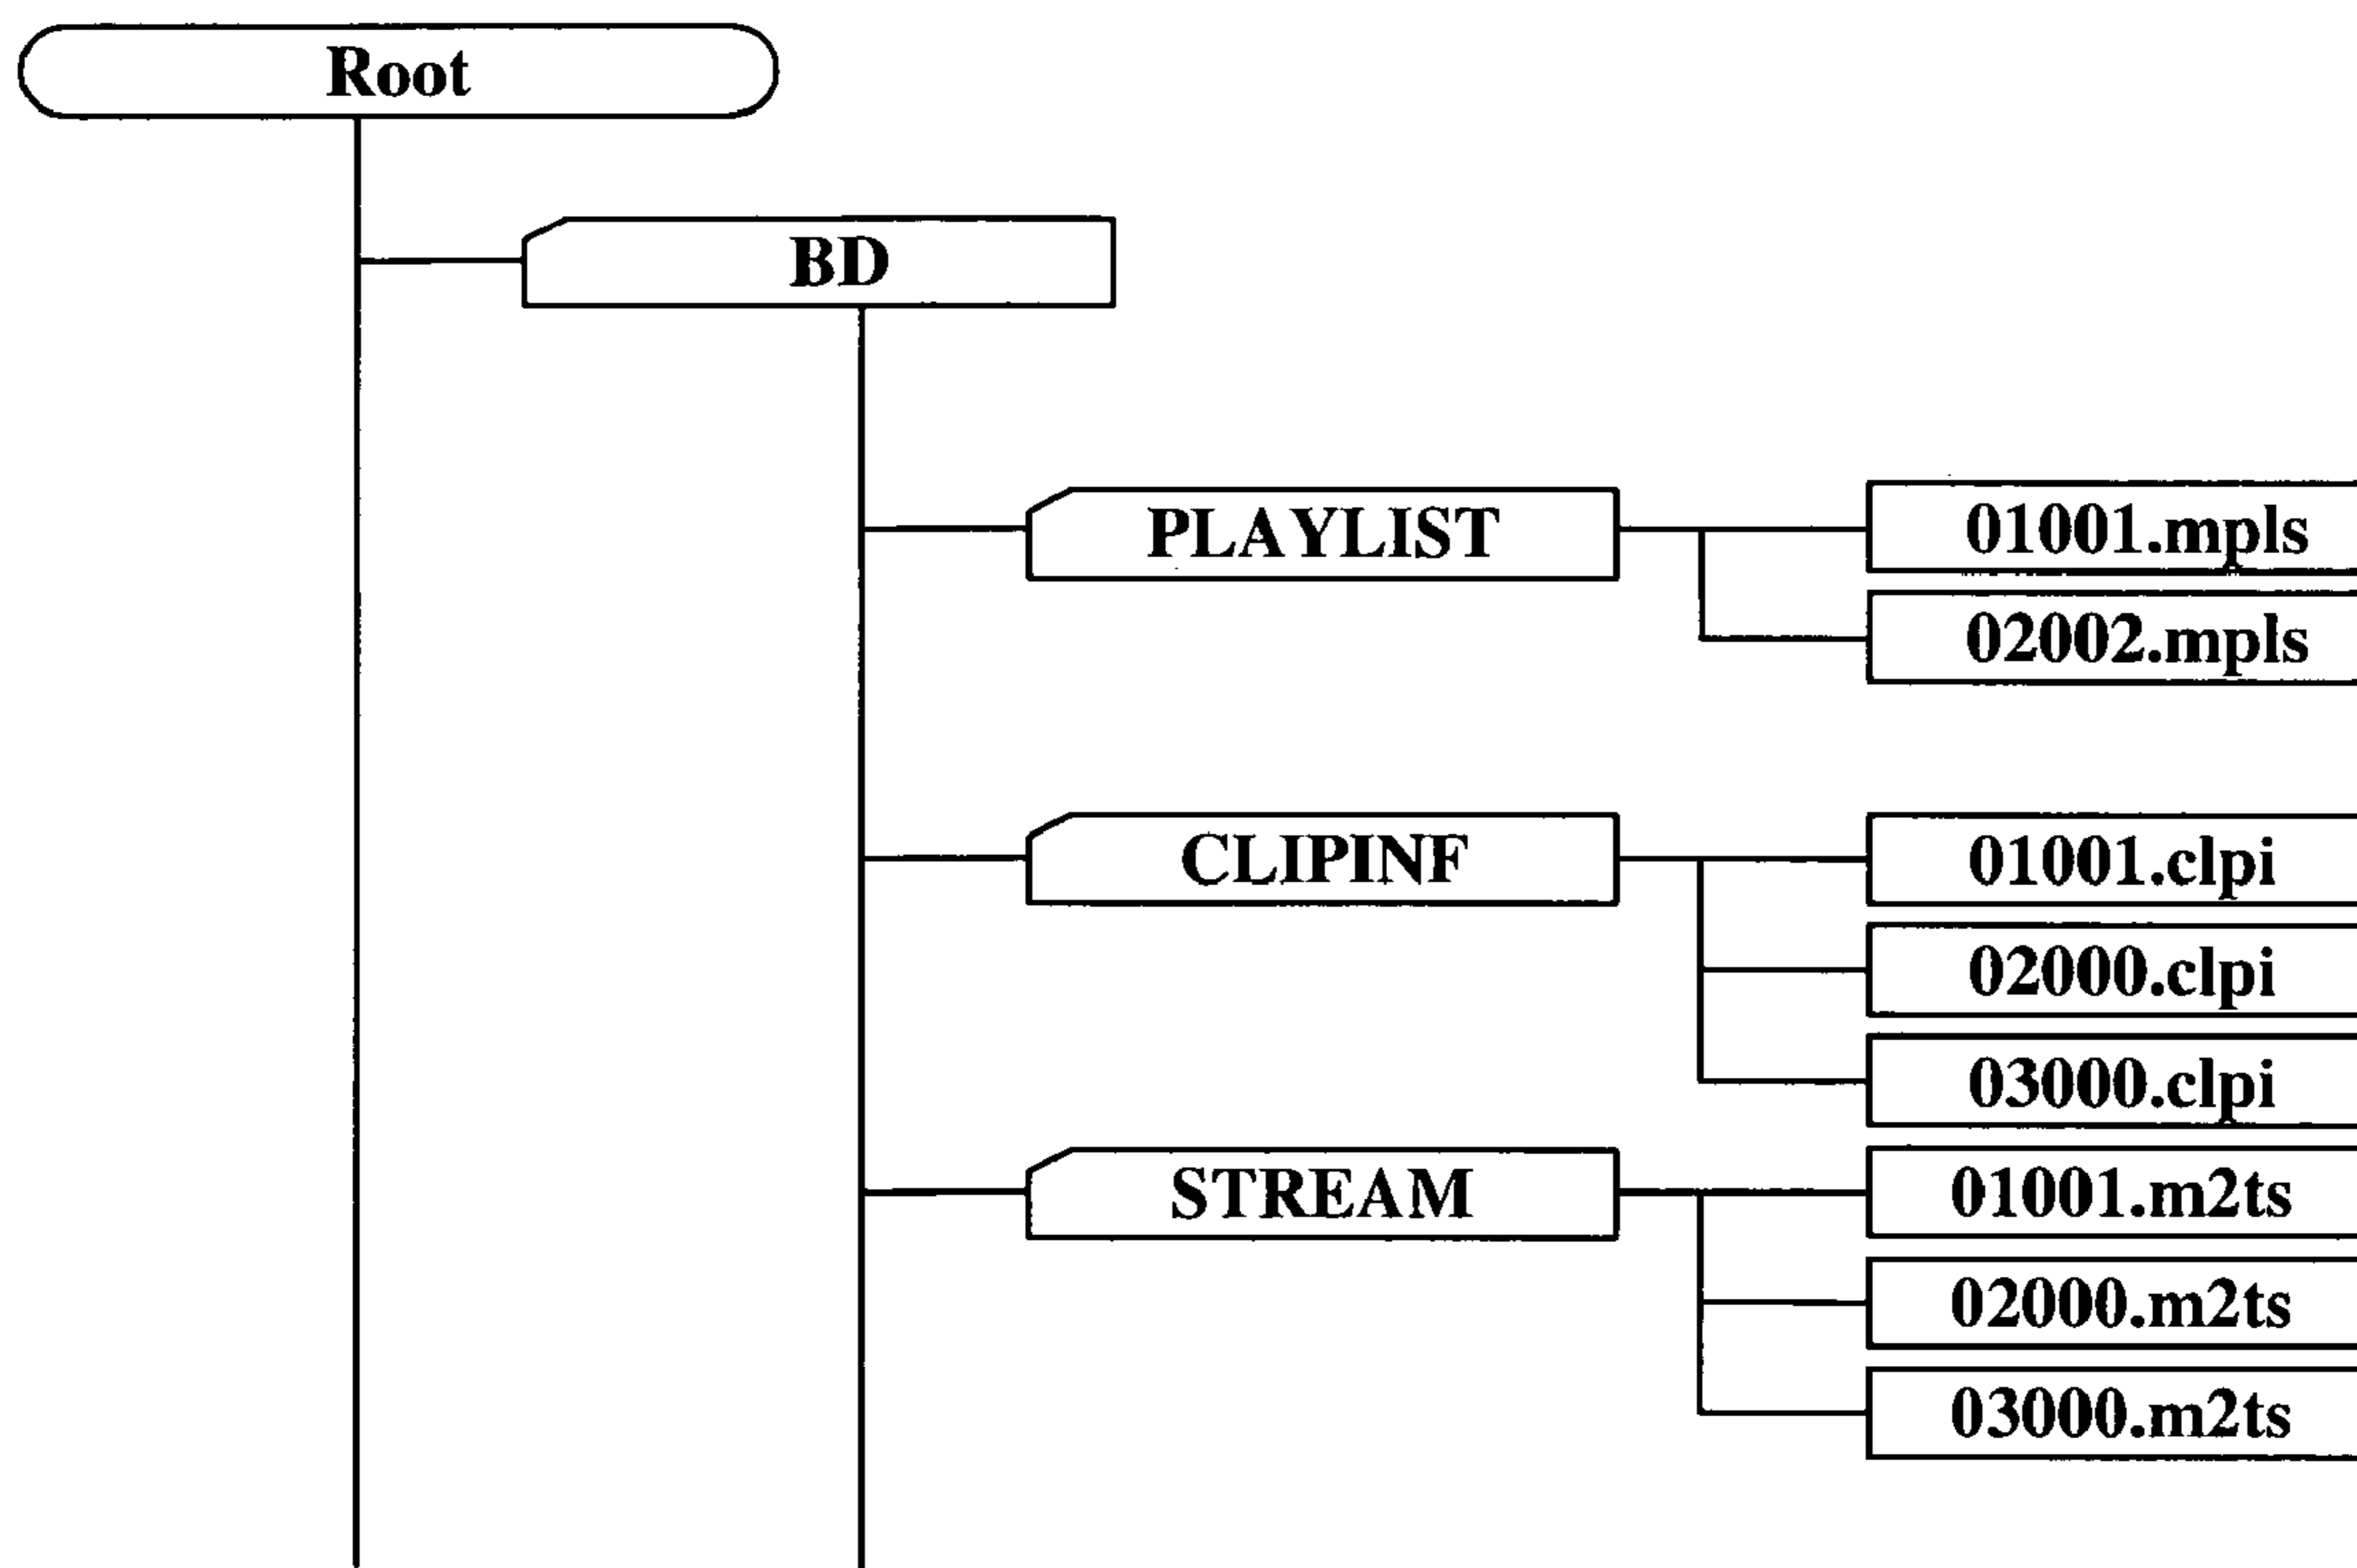 Root
BD
PLAYLIST
01001.mpls
02002.mpls
CLIPINF
01001.clpi
02000.clpi
03000.clpi
STREAM
01001.m2ts
02000.m2ts
03000.m2ts